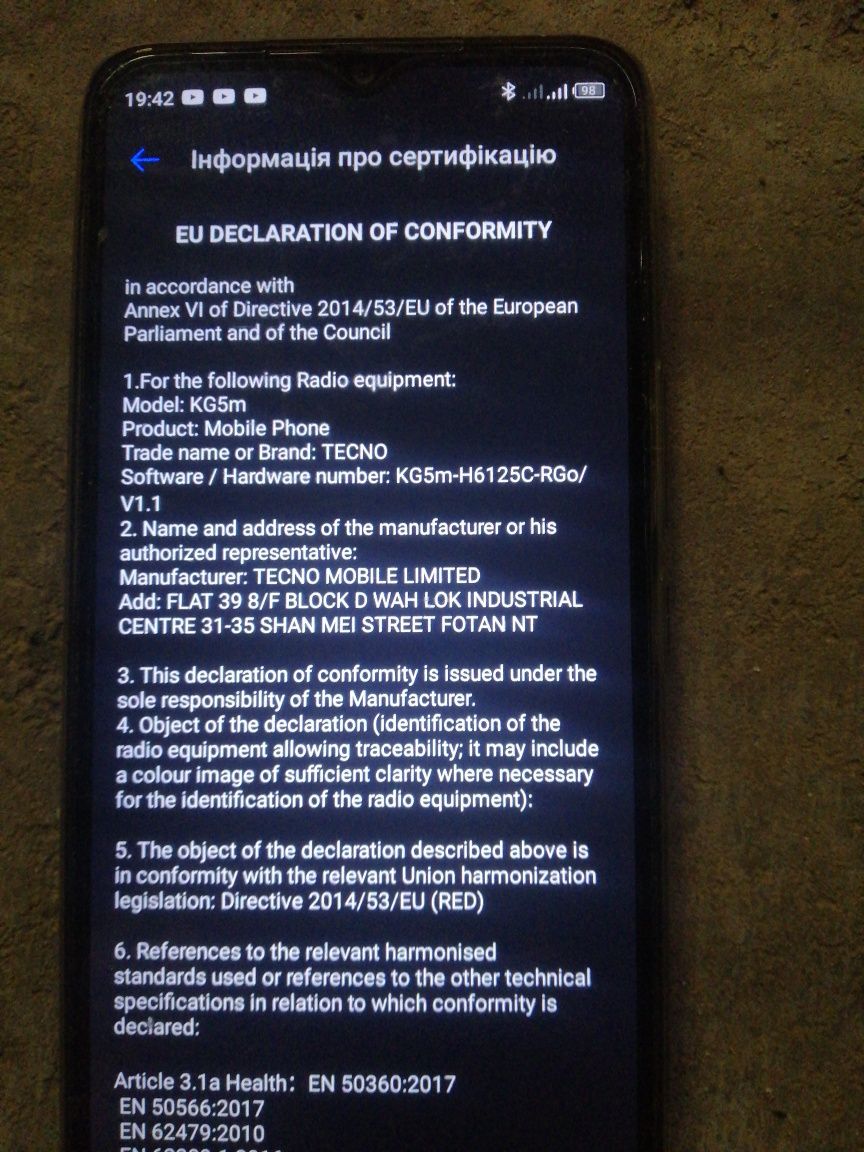 19:42
98
Інформація про сертифікацію
EU DECLARATION OF CONFORMITY
in accordance with
Annex VI of Directive 2014/53/EU of the European
Parliament and of the Council
1.For the following Radio equipment:
Model: KG5m
Product: Mobile Phone
Trade name or Brand: TECNO
Software / Hardware number: KG5m-H6125C-RGo/
V1.1
2. Name and address of the manufacturer or his
authorized representative:
Manufacturer: TECNO MOBILE LIMITED
Add: FLAT 39 8/F BLOCK D WAH LOK INDUSTRIAL
CENTRE 31-35 SHAN MEI STREET FOTAN NT
3. This declaration of conformity is issued under the
sole responsibility of the Manufacturer.
4. Object of the declaration (identification of the
radio equipment allowing traceability; it may include
a colour image of sufficient clarity where necessary
for the identification of the radio equipment):
5. The object of the declaration described above is
in conformity with the relevant Union harmonization
legislation: Directive 2014/53/EU (RED)
6. References to the relevant harmonised
standards used or references to the other technical
specifications in relation to which conformity is
declared:
Article 3.1a Health: EN 50360:2017
EN 50566:2017
EN 62479:2010